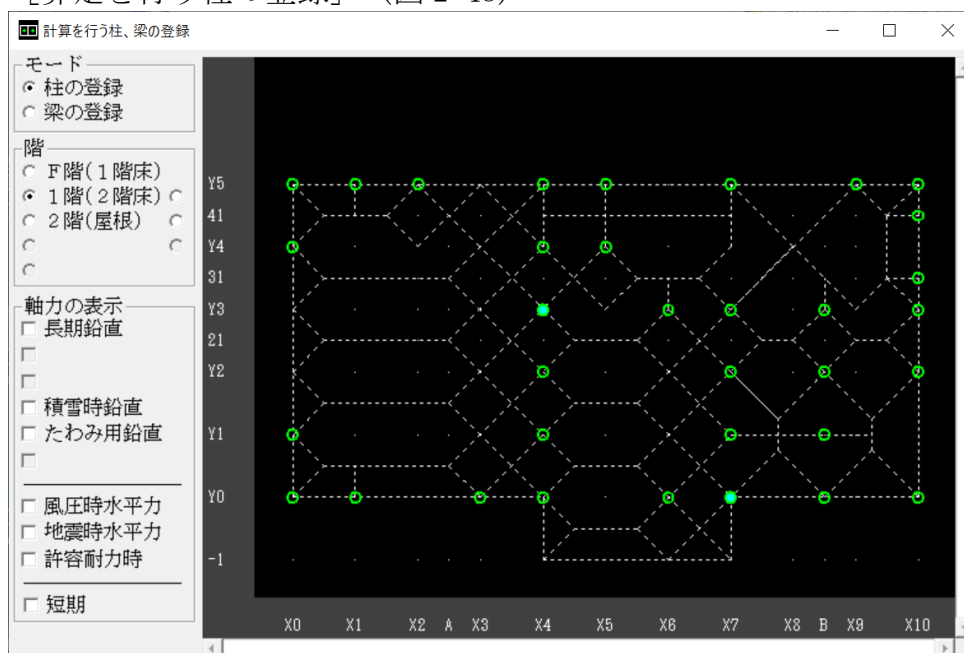 ［算定を行う柱の登録］（図2-48）
計算を行う柱、梁の登録
モード
柱の登録
梁の登録
階
F階(1階床)
1階(2階床)
2階(屋根)
軸力の表示
長期鉛直
積雪時鉛直
たわみ用鉛直
風圧時水平力
地震時水平力
許容耐力時
短期
Y5
41
Y4
31
Y3
21
Y2
Y1
Y0
-1
X0 X1 X2 A X3 X4 X5 X6 X7 X8 B X9 X10